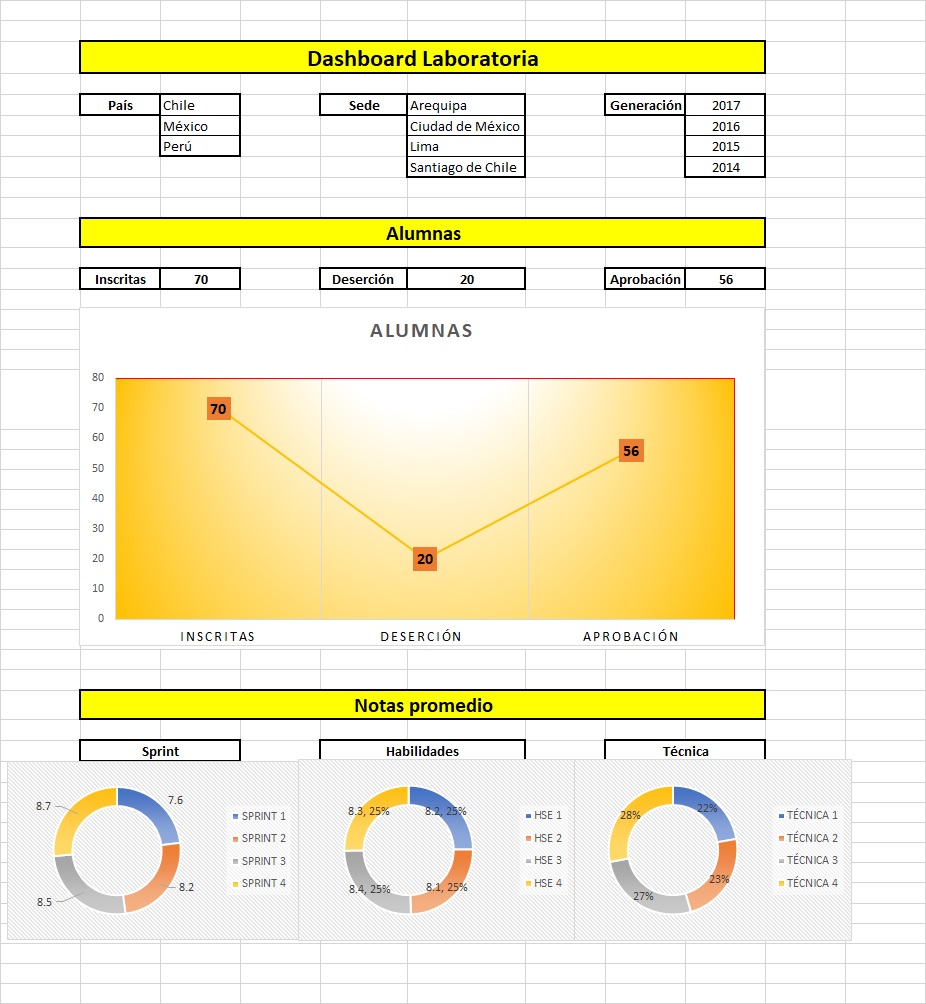 Dashboard Laboratoria
País Chile Sede Arequipa Generación 2017
México Ciudad de México 2016
Perú Lima 2015
Santiago de Chile 2014
Alumnas
Inscritas 70 Deserción 20 Aprobación 56
ALUMNAS
80
70
60
50
40
30
20
10
0
70
20
56
INSCRITAS DESERCIÓN APROBACIÓN
Notas promedio
Sprint Habilidades Técnica
7.6
8.2
8.5
8.7
SPRINT 1
SPRINT 2
SPRINT 3
SPRINT 4
8.2, 25%
8.1, 25%
8.4, 25%
8.3, 25%
HSE 1
HSE 2
HSE 3
HSE 4
22%
23%
27%
28%
TÉCNICA 1
TÉCNICA 2
TÉCNICA 3
TÉCNICA 4